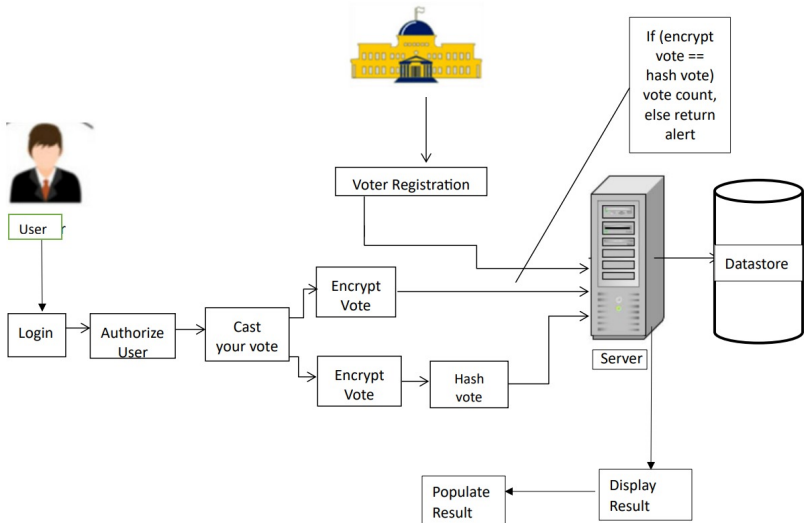 If (encrypt
vote ==
hash vote)
vote count,
else return
alert
Voter Registration
User
Datastore
Encrypt
Vote
Login
Authorize
User
Cast
your vote
Encrypt
Vote
Hash
vote
Server
Populate
Result
Display
Result